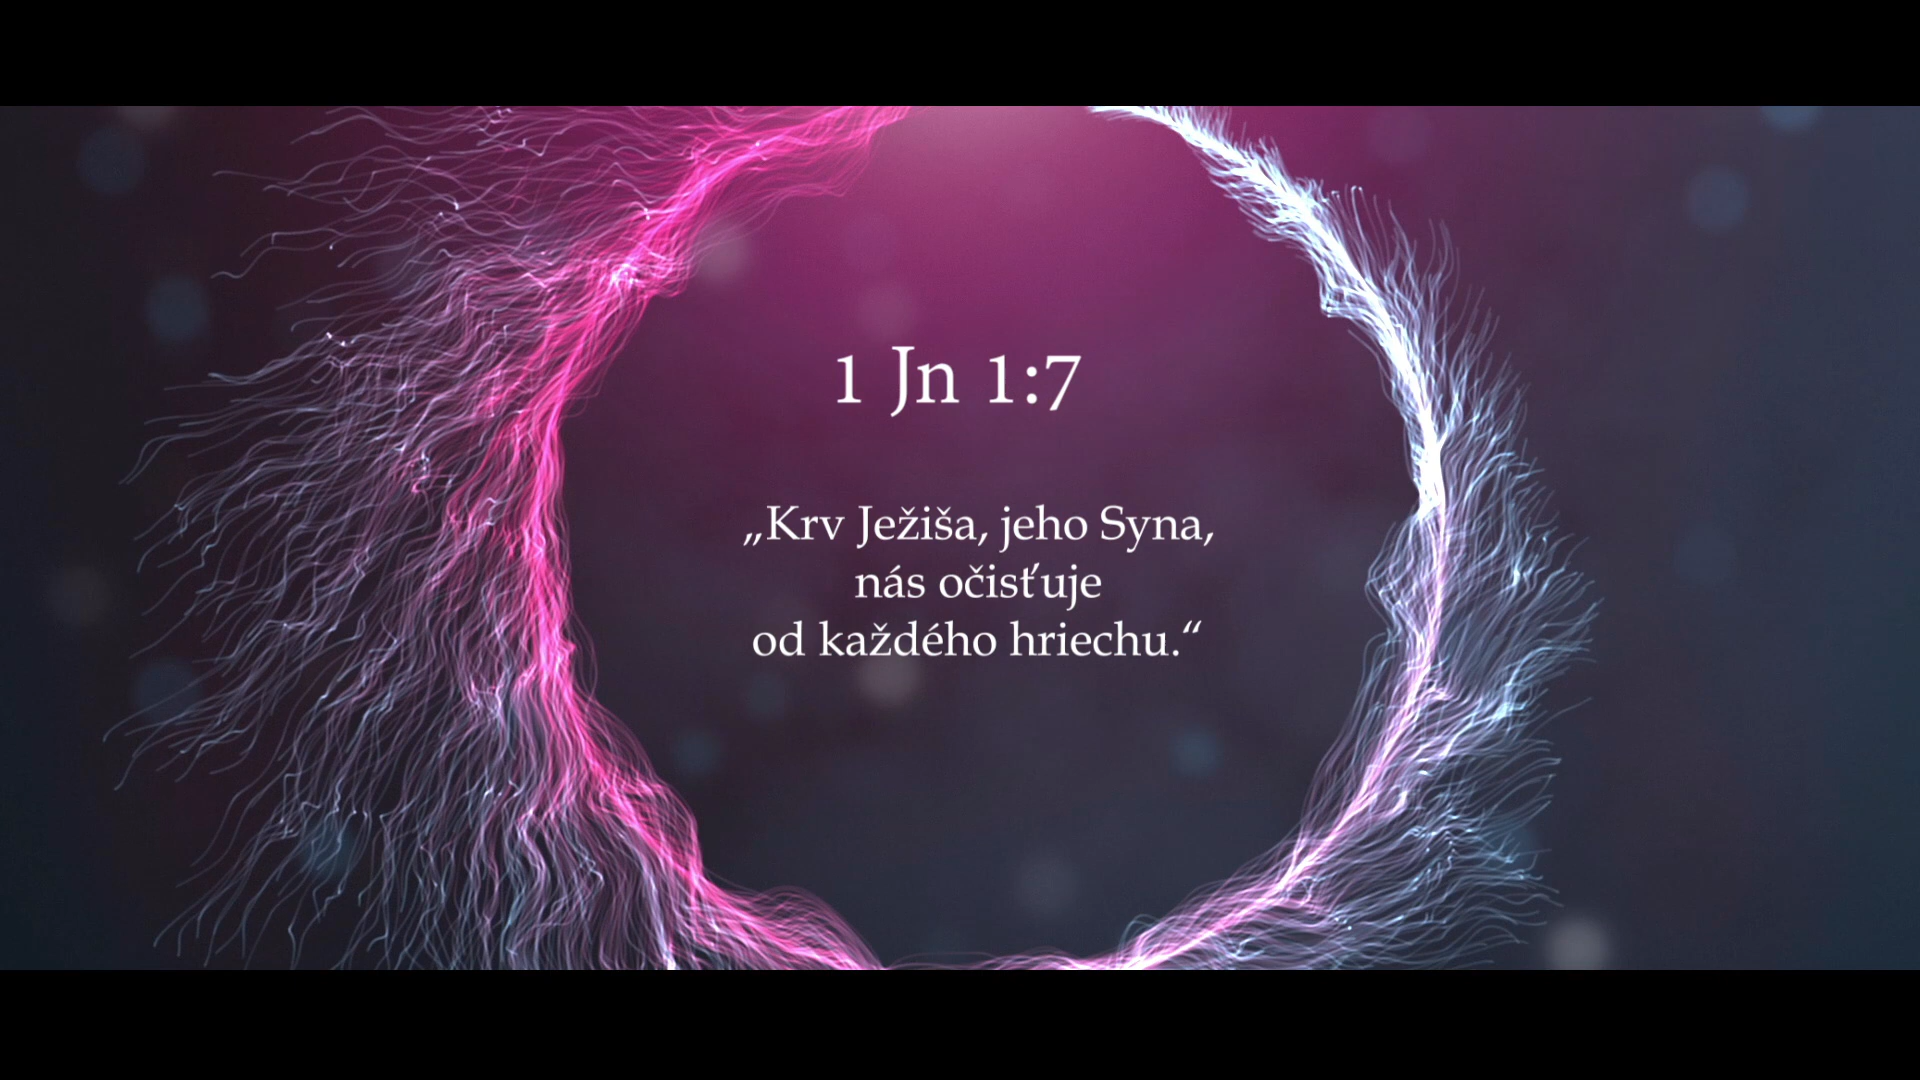 1 Jn 1:7
„Krv Ježiša, jeho Syna,
nás očisťuje
od každého hriechu.“